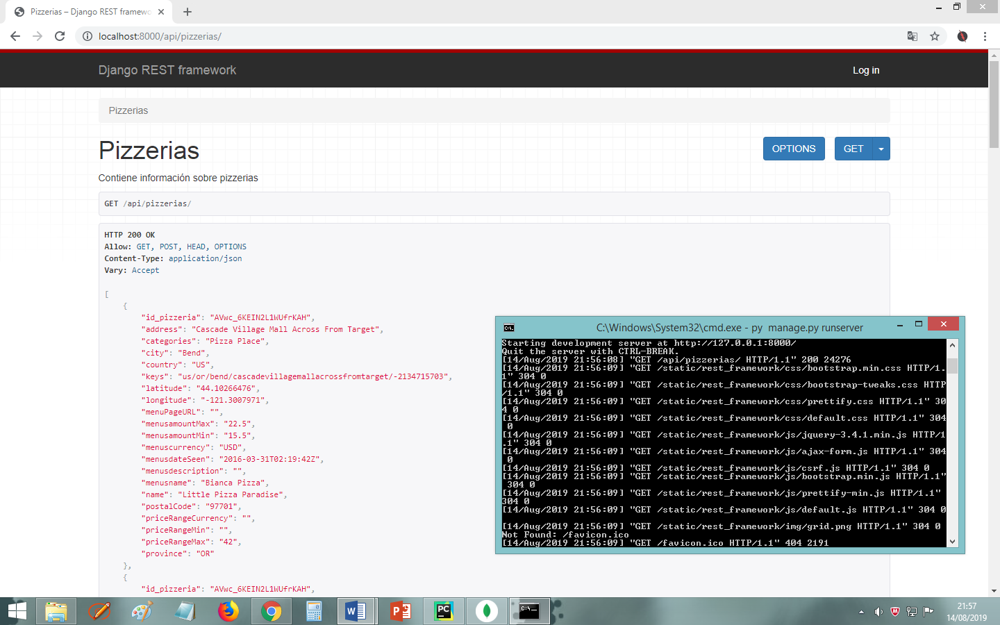 Pizzerias – Django REST framewo
localhost:8000/api/pizzerias/
Django REST framework
Log in
Pizzerias
Pizzerias
OPTIONS
GET
Contiene información sobre pizzerias
GET /api/pizzerias/
HTTP 200 OK
Allow: GET, POST, HEAD, OPTIONS
Content-Type: application/json
Vary: Accept
[
{
"id_pizzeria": "AVwc_6KEIN2L1WUfrKAH",
"address": "Cascade Village Mall Across From Target",
"categories": "Pizza Place",
"city": "Bend",
"country": "US",
"keys": "us/or/bend/cascadevillagemallacrossfromtarget/-2134715703",
"latitude": "44.10266476",
"longitude": "-121.3007971",
"menuPageURL": "",
"menusamountMax": "22.5",
"menusamountMin": "15.5",
"menuscurrency": "USD",
"menusdateSeen": "2016-03-31T02:19:42Z",
"menusdescription": "",
"menusname": "Bianca Pizza",
"name": "Little Pizza Paradise",
"postalCode": "97701",
"priceRangeCurrency": "",
"priceRangeMin": "",
"priceRangeMax": "42",
"province": "OR"
},
{
"id_pizzeria": "AVwc_6KEIN2L1WUfrKAH",
C:\Windows\System32\cmd.exe - py  manage.py runserver
Starting development server at http://127.0.0.1:8000/
Quit the server with CTRL-BREAK.
[14/Aug/2019 21:56:08] "GET /api/pizzerias/ HTTP/1.1" 200 24276
[14/Aug/2019 21:56:09] "GET /static/rest_framework/css/bootstrap.min.css HTTP/1.
1" 304 0
[14/Aug/2019 21:56:09] "GET /static/rest_framework/css/bootstrap-tweaks.css HTTP
/1.1" 304 0
[14/Aug/2019 21:56:09] "GET /static/rest_framework/css/prettify.css HTTP/1.1" 30
4 0
[14/Aug/2019 21:56:09] "GET /static/rest_framework/css/default.css HTTP/1.1" 304
0
[14/Aug/2019 21:56:09] "GET /static/rest_framework/js/jquery-3.4.1.min.js HTTP/1
.1" 304 0
[14/Aug/2019 21:56:09] "GET /static/rest_framework/js/ajax-form.js HTTP/1.1" 304
0
[14/Aug/2019 21:56:09] "GET /static/rest_framework/js/csrf.js HTTP/1.1" 304 0
[14/Aug/2019 21:56:09] "GET /static/rest_framework/js/bootstrap.min.js HTTP/1.1"
304 0
[14/Aug/2019 21:56:09] "GET /static/rest_framework/js/prettify-min.js HTTP/1.1"
304 0
[14/Aug/2019 21:56:09] "GET /static/rest_framework/js/default.js HTTP/1.1" 304 0
[14/Aug/2019 21:56:09] "GET /static/rest_framework/img/grid.png HTTP/1.1" 304 0
Not Found: /favicon.ico
[14/Aug/2019 21:56:09] "GET /favicon.ico HTTP/1.1" 404 2191
21:57
14/08/2019